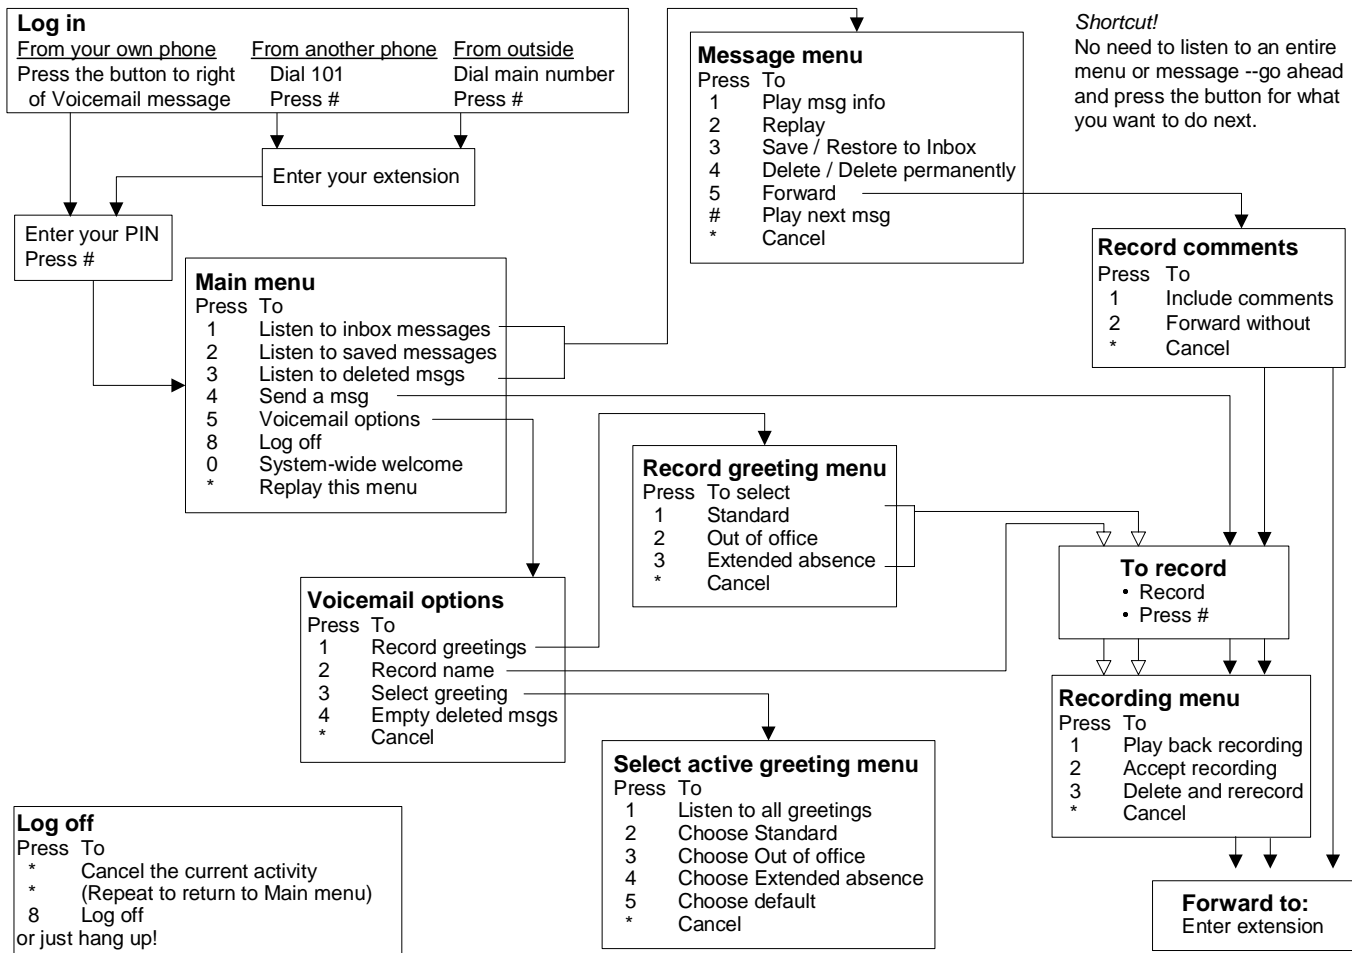 Log in
From your own phone From another phone From outside
Press the button to right Dial 101 Dial main number
of Voicemail message Press # Press #
Enter your extension
Enter your PIN
Press #
Main menu
Press To
1 Listen to inbox messages
2 Listen to saved messages
3 Listen to deleted msgs
4 Send a msg
5 Voicemail options
8 Log off
0 System-wide welcome
* Replay this menu
Message menu
Press To
1 Play msg info
2 Replay
3 Save / Restore to Inbox
4 Delete / Delete permanently
5 Forward
# Play next msg
* Cancel
Shortcut!
No need to listen to an entire
menu or message --go ahead
and press the button for what
you want to do next.
Record comments
Press To
1 Include comments
2 Forward without
* Cancel
Record greeting menu
Press To select
1 Standard
2 Out of office
3 Extended absence
* Cancel
Voicemail options
Press To
1 Record greetings
2 Record name
3 Select greeting
4 Empty deleted msgs
* Cancel
To record
• Record
• Press #
Recording menu
Press To
1 Play back recording
2 Accept recording
3 Delete and rerecord
* Cancel
Select active greeting menu
Press To
1 Listen to all greetings
2 Choose Standard
3 Choose Out of office
4 Choose Extended absence
5 Choose default
* Cancel
Log off
Press To
* Cancel the current activity
* (Repeat to return to Main menu)
8 Log off
or just hang up!
Forward to:
Enter extension